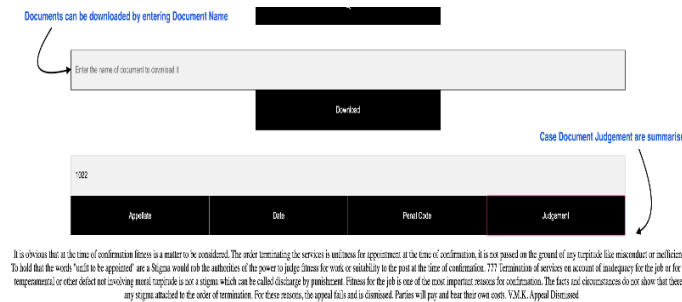 Documents can be downloaded by entering Document Name
Enter the name of document to download it
Download
Case Document Judgement are summaris
1022
Appellate Date Penal Code Judgement
It is obvious that at the time of confirmation fitness is a matter to be considered. The order terminating the services is unfitness for appointment at the time of confirmation, it is not passed on the ground of any turpitude like misconduct or inefficien
To hold that the words "unfit to be appointed" are a Stigma would rob the authorities of the power to judge fitness for work or suitability to the post at the time of confirmation. 777 Termination of services on account of inadequacy for the job or for
temperamental or other defect not involving moral turpitude is not a stigma which can be called discharge by punishment. Fitness for the job is one of the most important reasons for confirmation. The facts and circumstances do not show that there
any stigma attached to the order of termination. For these reasons, the appeal fails and is dismissed. Parties will pay and bear their own costs. V.M.K. Appeal Dismissed